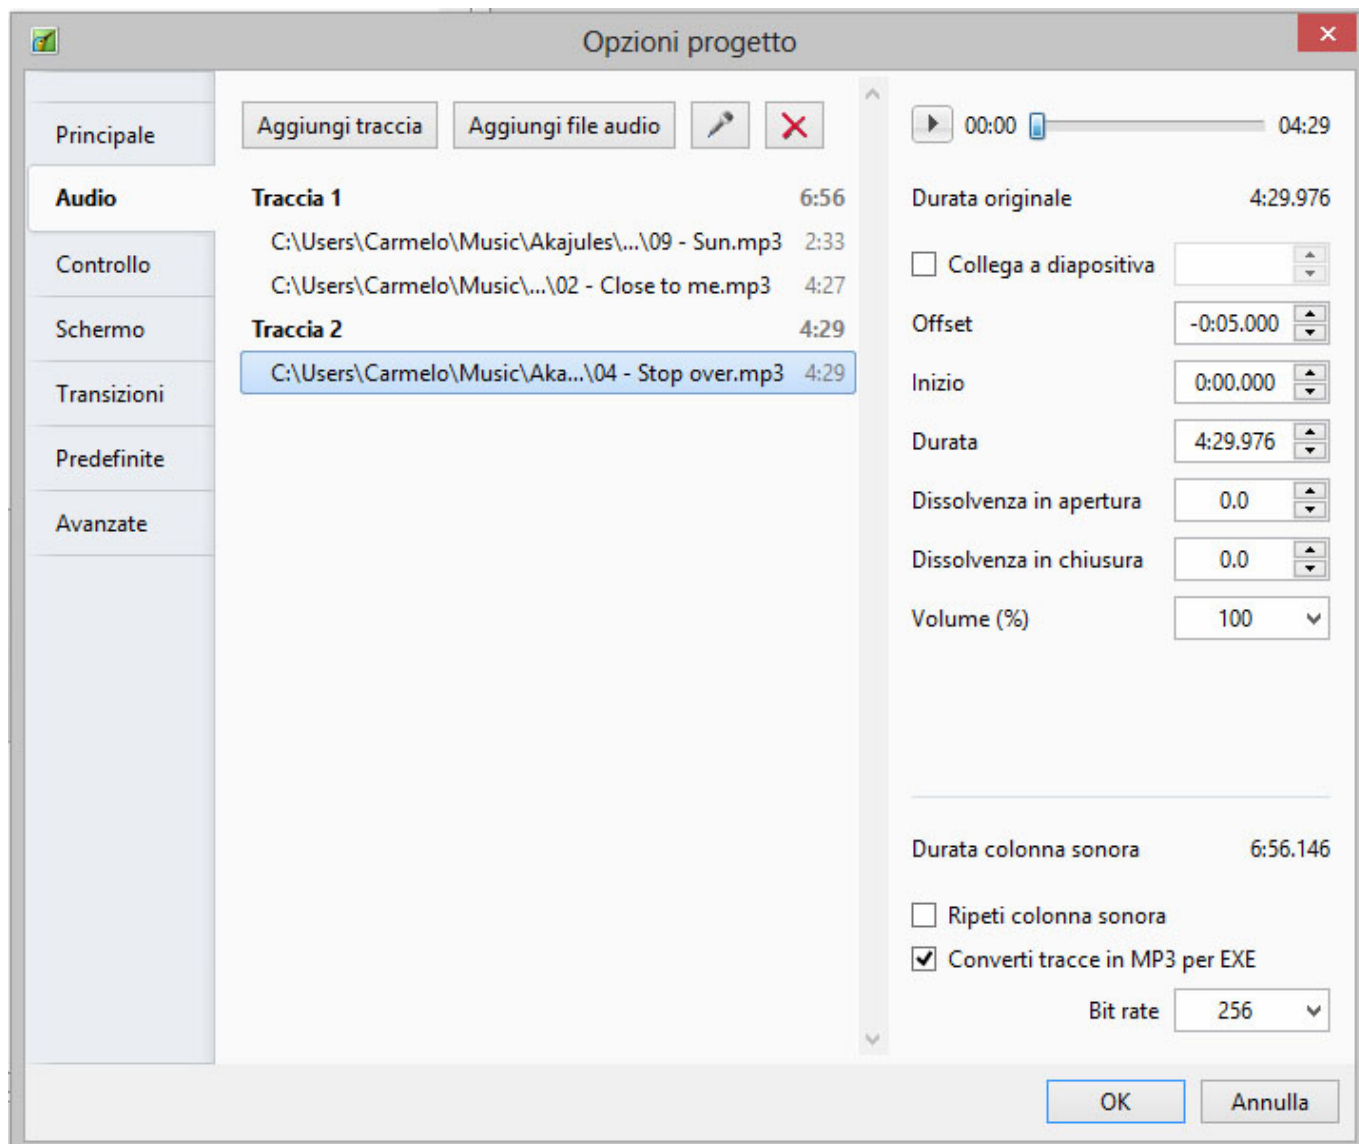 Opzioni progetto
Principale
Audio
Controllo
Schermo
Transizioni
Predefinite
Avanzate
Aggiungi traccia Aggiungi file audio
Traccia 1 6:56
C:\Users\Carmelo\Music\Akajules\...\09 - Sun.mp3 2:33
C:\Users\Carmelo\Music\...\02 - Close to me.mp3 4:27
Traccia 2 4:29
C:\Users\Carmelo\Music\Aka...\04 - Stop over.mp3 4:29
00:00 04:29
Durata originale 4:29.976
Collega a diapositiva
Offset -0:05.000
Inizio 0:00.000
Durata 4:29.976
Dissolvenza in apertura 0.0
Dissolvenza in chiusura 0.0
Volume (%) 100
Durata colonna sonora 6:56.146
Ripeti colonna sonora
Converti tracce in MP3 per EXE
Bit rate 256
OK Annulla